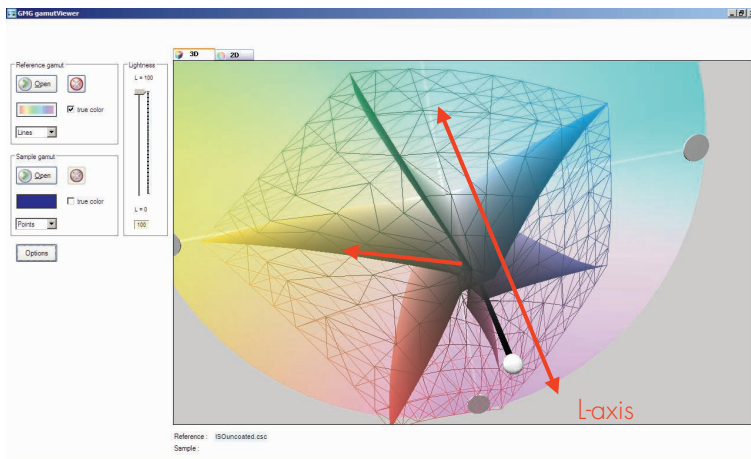 GMG gamutViewer
3D 2D
Reference gamut
Open
true color
Lines
Sample gamut
Open
true color
Points
Options
Lightness
L = 100
L = 0
100
L-axis
Reference : ISOuncoated.csc
Sample :